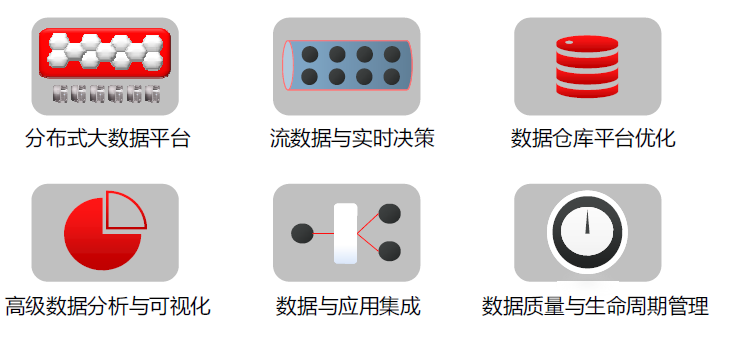 分布式大数据平台
流数据与实时决策
数据仓库平台优化
高级数据分析与可视化
数据与应用集成
数据质量与生命周期管理